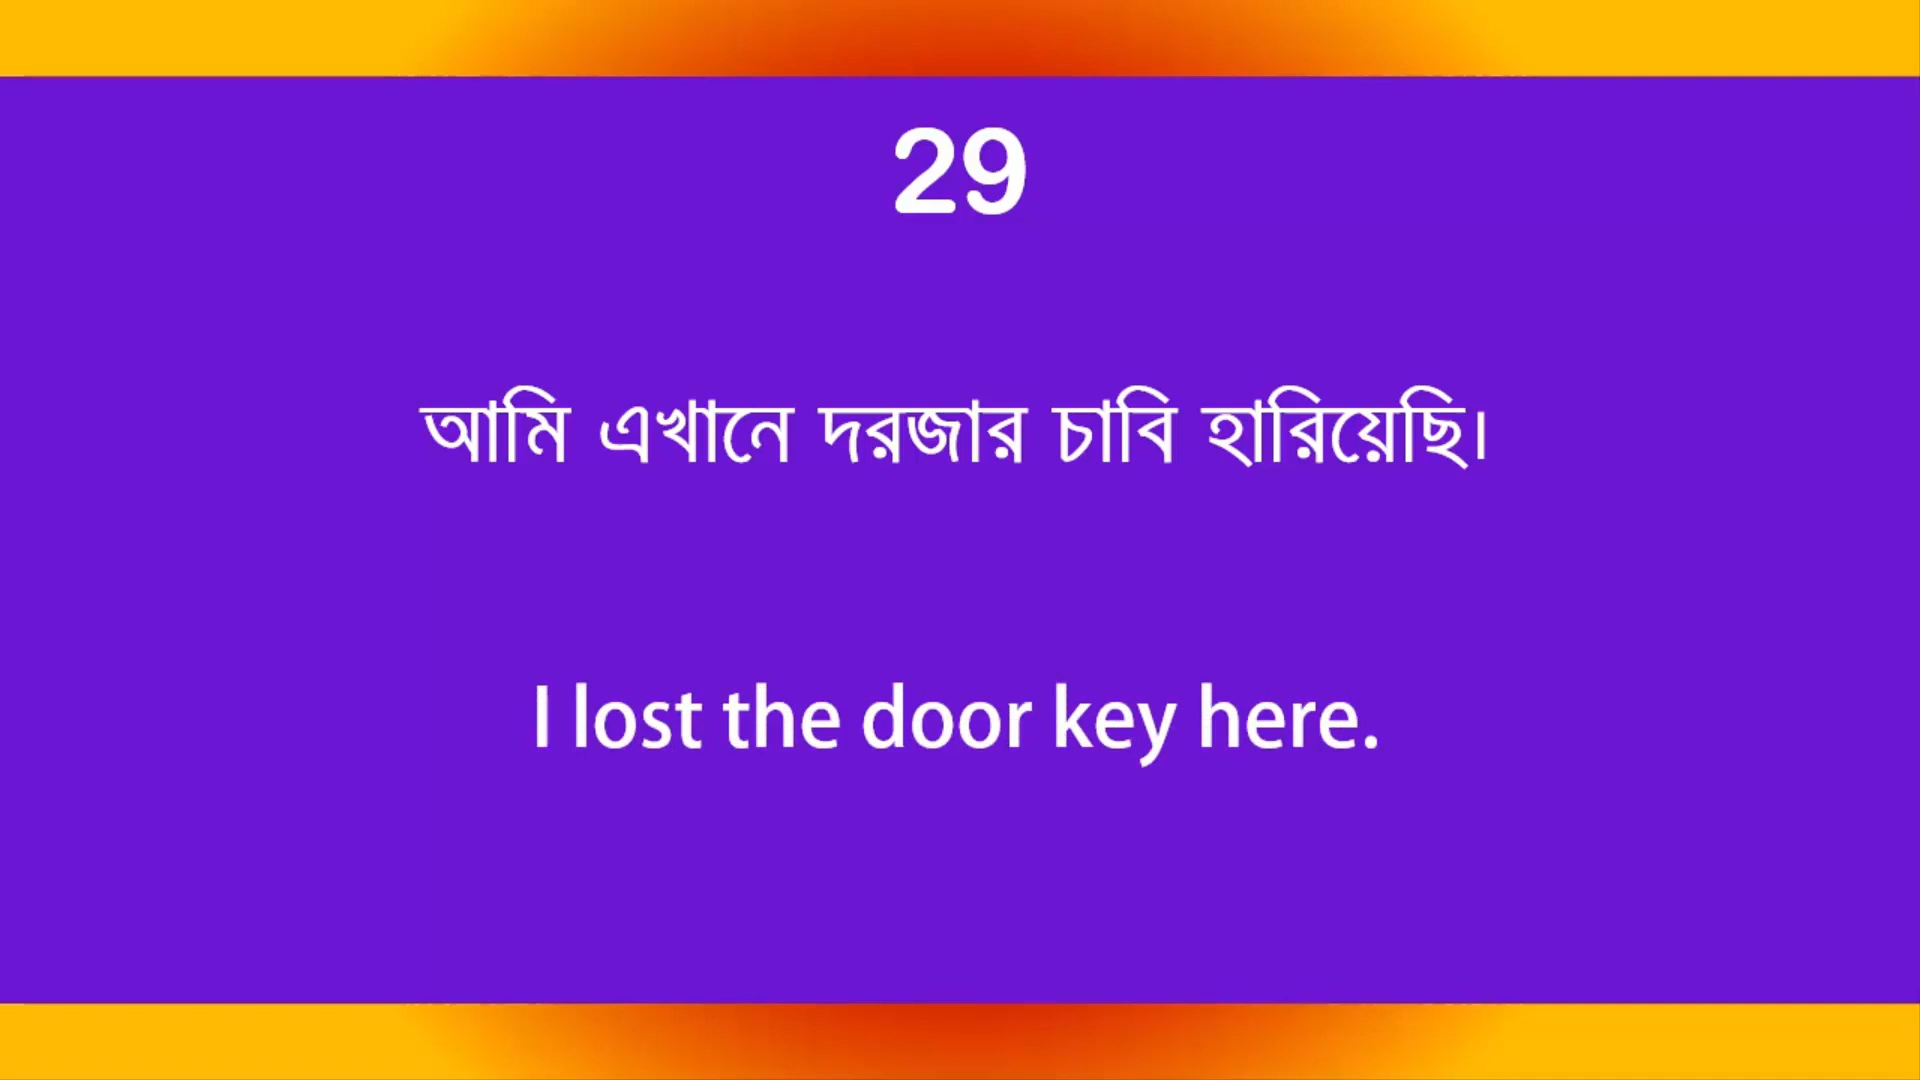 29
আমি এখানে দরজার চাবি হারিয়েছি।
I lost the door key here.